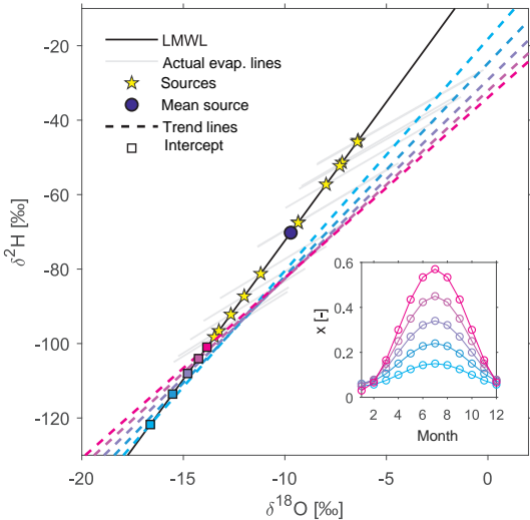 -20
-40
-60
-80
-100
-120
δ²H [‰]
LMWL
Actual evap. lines
Sources
Mean source
Trend lines
Intercept
0.6
0.4
0.2
0
x [-]
2 4 6 8 10 12
Month
-20 -15 -10 -5 0
δ¹⁸O [‰]